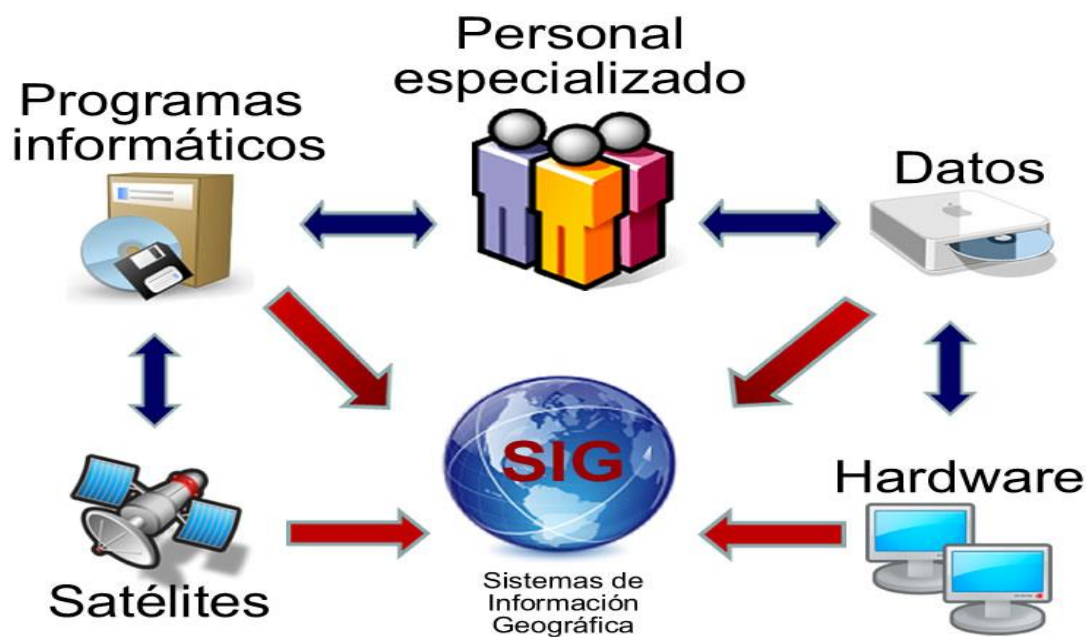 Personal
especializado
Programas
informáticos
Datos
SIG
Hardware
Satélites
Sistemas de
Información
Geográfica